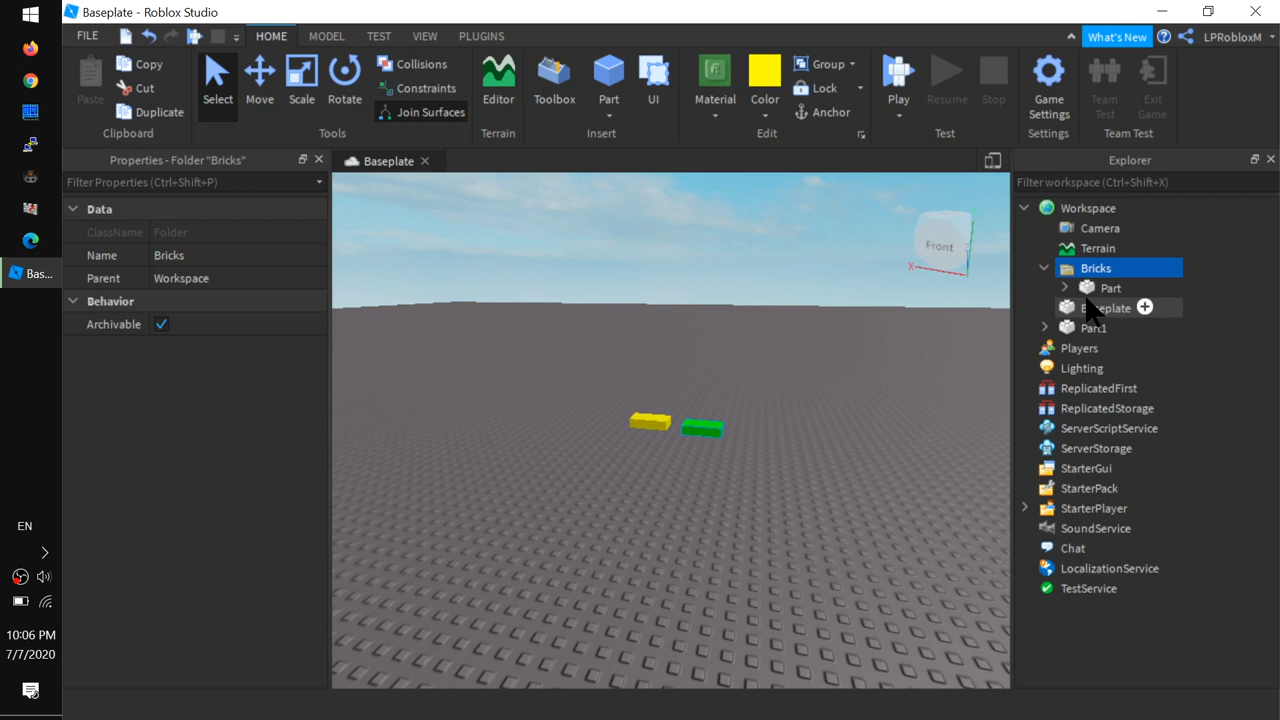 Baseplate - Roblox Studio
FILE HOME MODEL TEST VIEW PLUGINS What's New LPRobloxM
Paste Copy Cut Duplicate Clipboard
Select Move Scale Rotate Collisions Constraints Join Surfaces Tools
Editor Terrain
Toolbox Part UI Insert
Material Color Group Lock Anchor Edit
Play Resume Stop Test
Game Settings Settings
Team Test Exit Game Team Test
Properties - Folder "Bricks"
Filter Properties (Ctrl+Shift+P)
Data
ClassName Folder
Name Bricks
Parent Workspace
Behavior
Archivable
Baseplate
Front
X
Explorer
Filter workspace (Ctrl+Shift+X)
Workspace
Camera
Terrain
Bricks
Part
Part1
Players
Lighting
ReplicatedFirst
ReplicatedStorage
ServerScriptService
ServerStorage
StarterGui
StarterPack
StarterPlayer
SoundService
Chat
LocalizationService
TestService
Bas...
EN
10:06 PM
7/7/2020